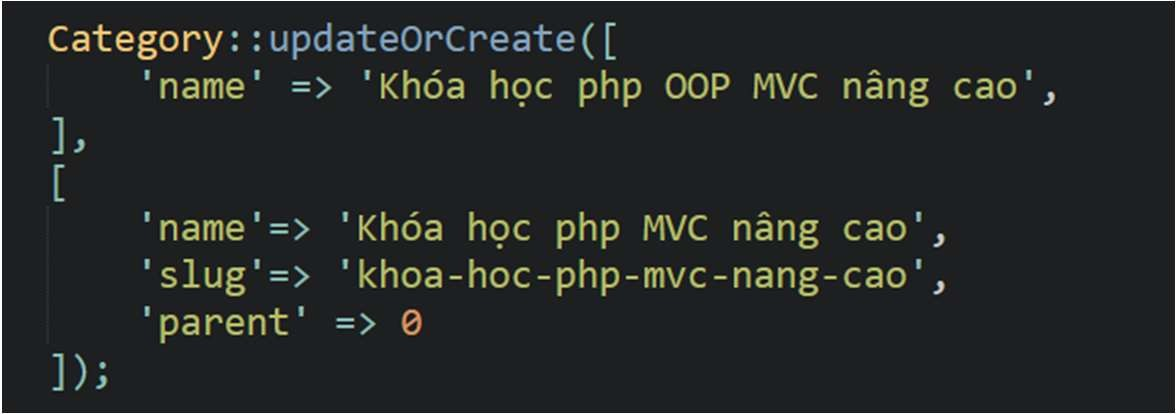 Category::updateOrCreate([
    'name' => 'Khóa học php OOP MVC nâng cao',
],
[
    'name'=> 'Khóa học php MVC nâng cao',
    'slug'=> 'khoa-hoc-php-mvc-nang-cao',
    'parent' => 0
]);